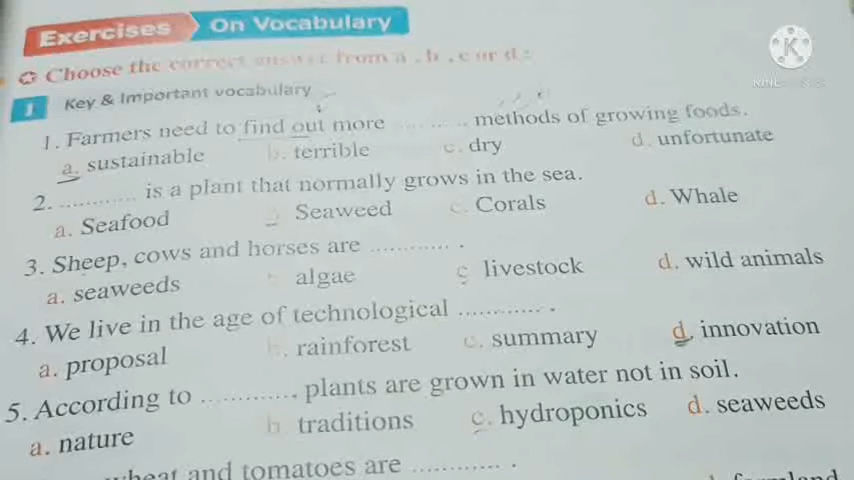 Exercises On Vocabulary
Choose the correct answer from a , b , c or d :
1 Key & Important vocabulary
1. Farmers need to find out more .......... methods of growing foods.
a. sustainable b. terrible c. dry d. unfortunate
2. ............ is a plant that normally grows in the sea.
a. Seafood Seaweed c. Corals d. Whale
3. Sheep, cows and horses are ............ .
a. seaweeds algae c livestock d. wild animals
4. We live in the age of technological ............ .
a. proposal b. rainforest c. summary d. innovation
5. According to ............, plants are grown in water not in soil.
a. nature b traditions c. hydroponics d. seaweeds
wheat and tomatoes are ............ .
farmland
K